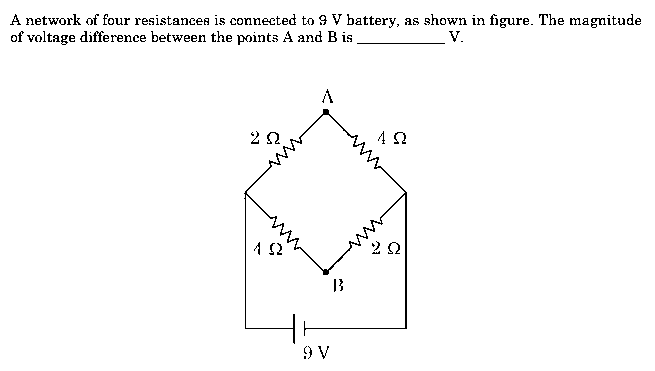 A network of four resistances is connected to 9 V battery, as shown in figure. The magnitude
of voltage difference between the points A and B is ____________ V.
A
2 Ω
4 Ω
4 Ω
2 Ω
B
9 V